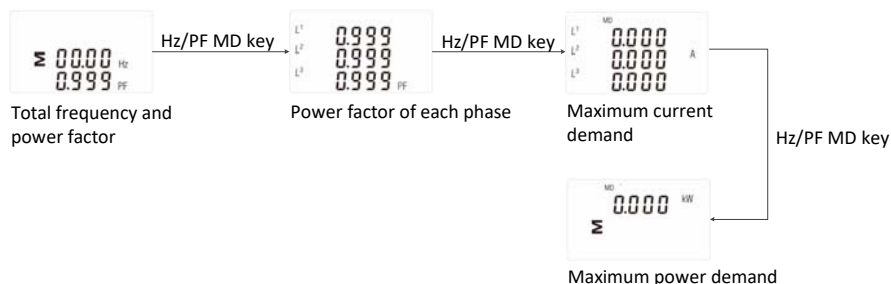 Σ 00.00 Hz
0.999 PF
Total frequency and
power factor
Hz/PF MD key
L¹ 0.999
L² 0.999
L³ 0.999 PF
Power factor of each phase
Hz/PF MD key
MD
L¹ 0.000
L² 0.000 A
L³ 0.000
Maximum current
demand
Hz/PF MD key
MD
0.000 kW
Σ
Maximum power demand